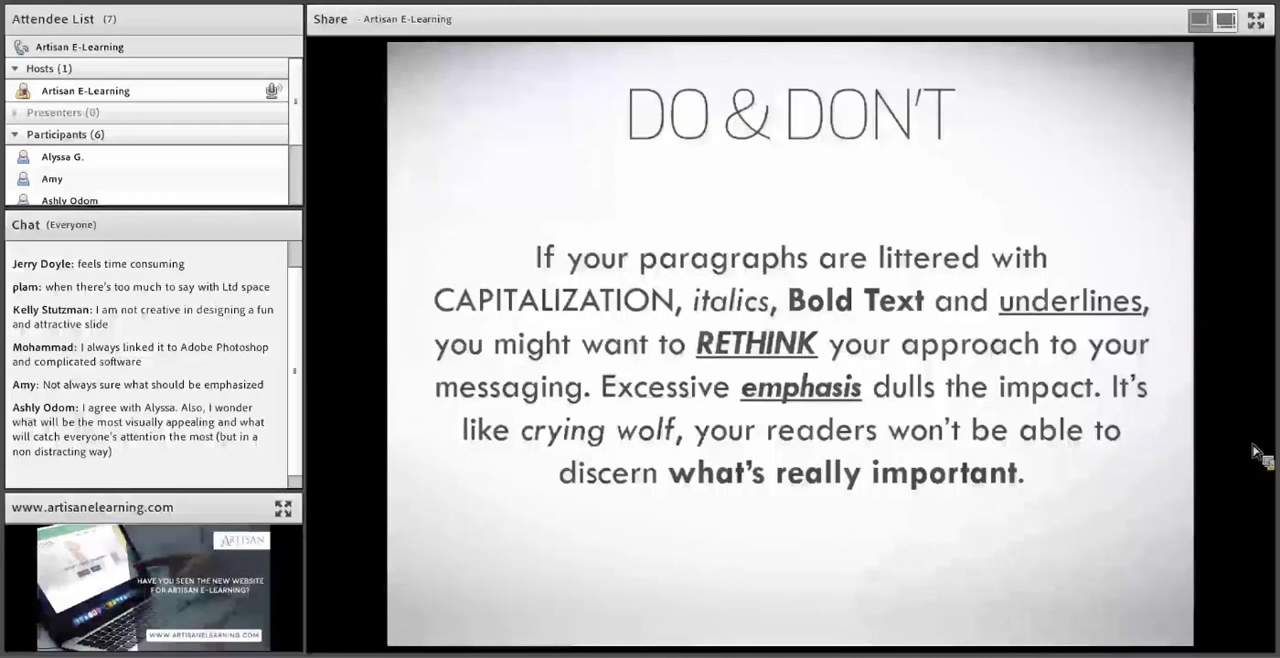 Attendee List (7)
Artisan E-Learning
Hosts (1)
Artisan E-Learning
Presenters (0)
Participants (6)
Alyssa G.
Amy
Ashly Odom
Chat (Everyone)
Jerry Doyle: feels time consuming
plam: when there's too much to say with Ltd space
Kelly Stutzman: I am not creative in designing a fun
and attractive slide
Mohammad: I always linked it to Adobe Photoshop
and complicated software
Amy: Not always sure what should be emphasized
Ashly Odom: I agree with Alyssa. Also, I wonder
what will be the most visually appealing and what
will catch everyone's attention the most (but in a
non distracting way)
www.artisanelearning.com
ARTISAN
HAVE YOU SEEN THE NEW WEBSITE
FOR ARTISAN E-LEARNING?
WWW.ARTISANELEARNING.COM
Share - Artisan E-Learning
DO & DON'T
If your paragraphs are littered with
CAPITALIZATION, italics, Bold Text and underlines,
you might want to RETHINK your approach to your
messaging. Excessive emphasis dulls the impact. It's
like crying wolf, your readers won't be able to
discern what's really important.